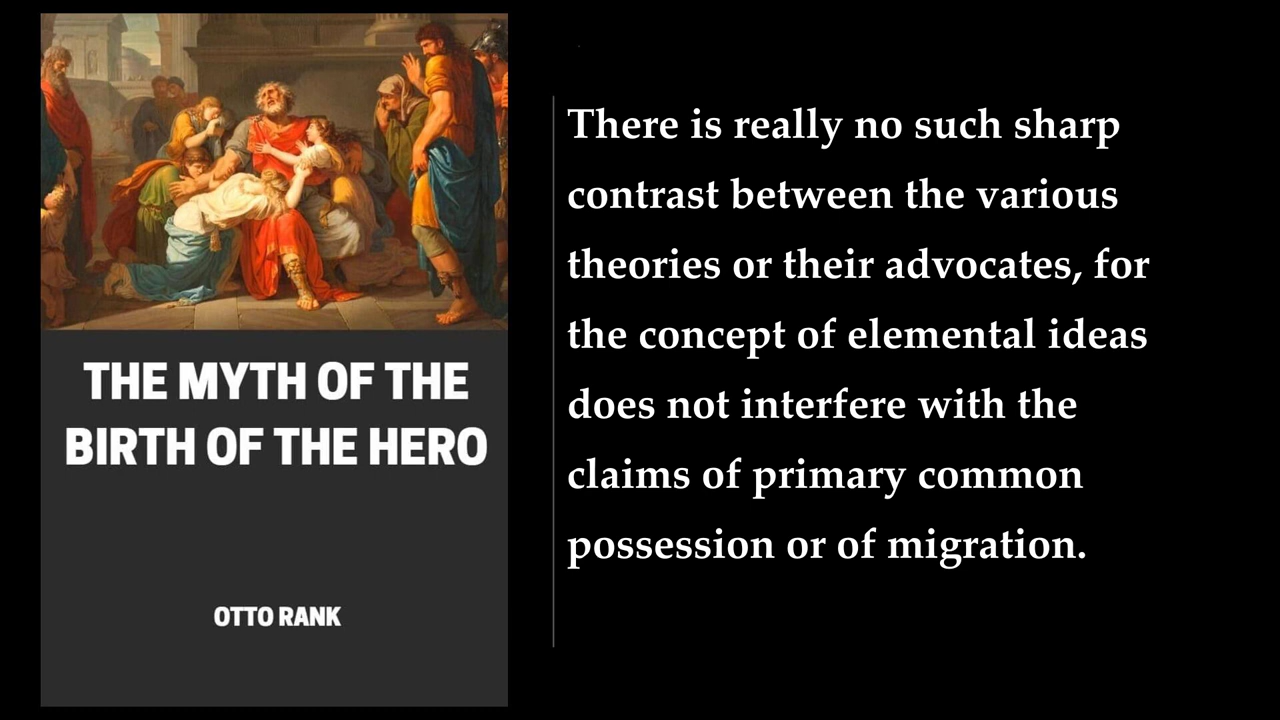 THE MYTH OF THE
BIRTH OF THE HERO
OTTO RANK
There is really no such sharp
contrast between the various
theories or their advocates, for
the concept of elemental ideas
does not interfere with the
claims of primary common
possession or of migration.